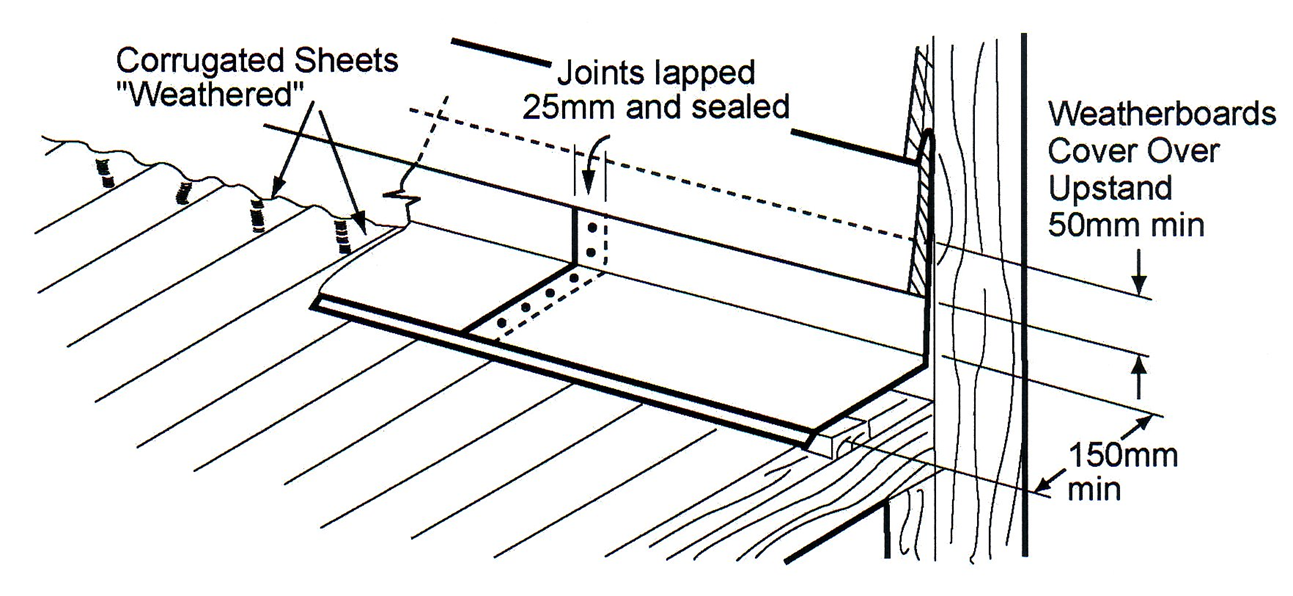 Corrugated Sheets
"Weathered"
Joints lapped
25mm and sealed
Weatherboards
Cover Over
Upstand
50mm min
150mm
min